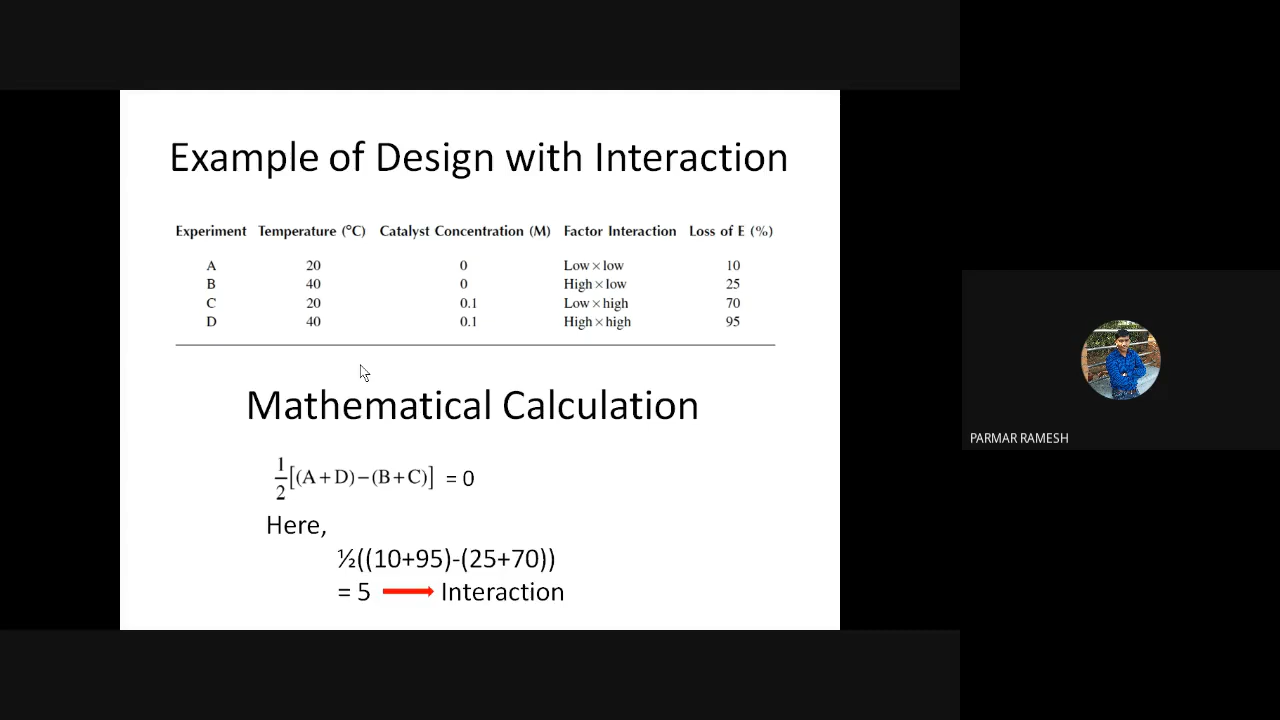 Example of Design with Interaction
Experiment Temperature (°C) Catalyst Concentration (M) Factor Interaction Loss of E (%)
A 20 0 Low × low 10
B 40 0 High × low 25
C 20 0.1 Low × high 70
D 40 0.1 High × high 95
Mathematical Calculation
1/2[(A+D)−(B+C)] = 0
Here,
½((10+95)-(25+70))
= 5 Interaction
PARMAR RAMESH